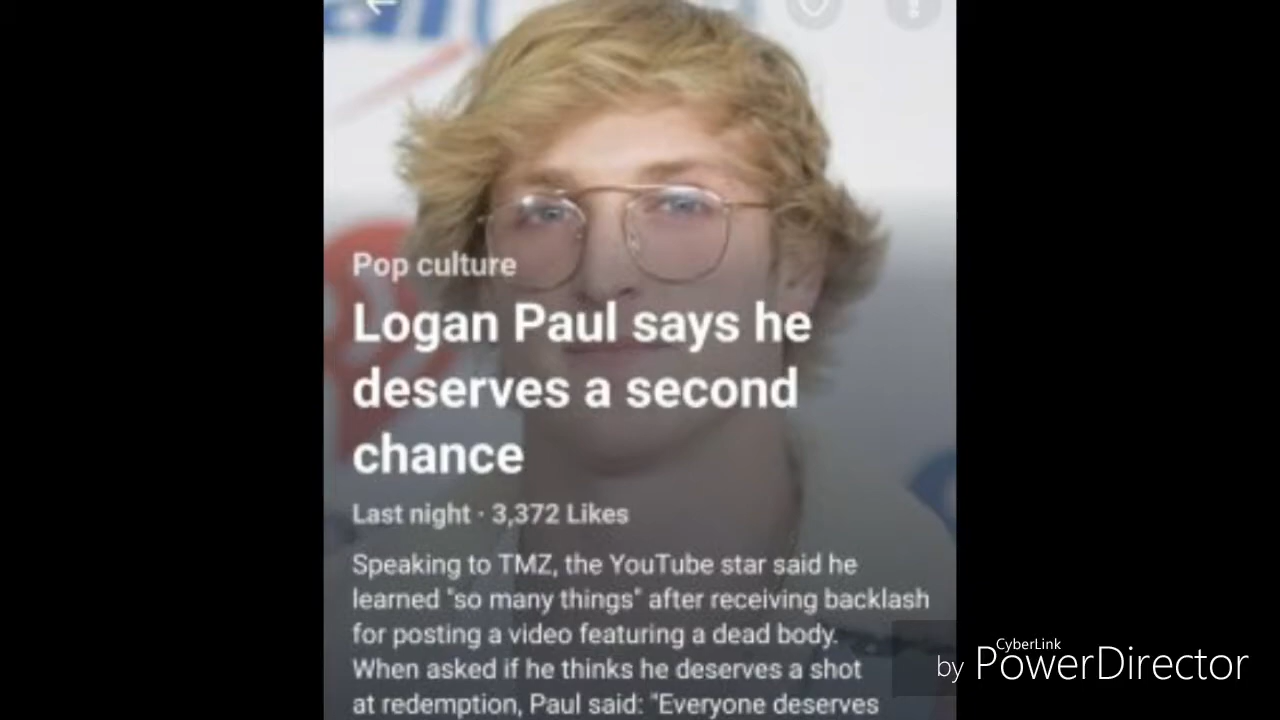 Pop culture
Logan Paul says he
deserves a second
chance
Last night · 3,372 Likes
Speaking to TMZ, the YouTube star said he
learned "so many things" after receiving backlash
for posting a video featuring a dead body.
When asked if he thinks he deserves a shot
at redemption, Paul said: "Everyone deserves
CyberLink
by PowerDirector